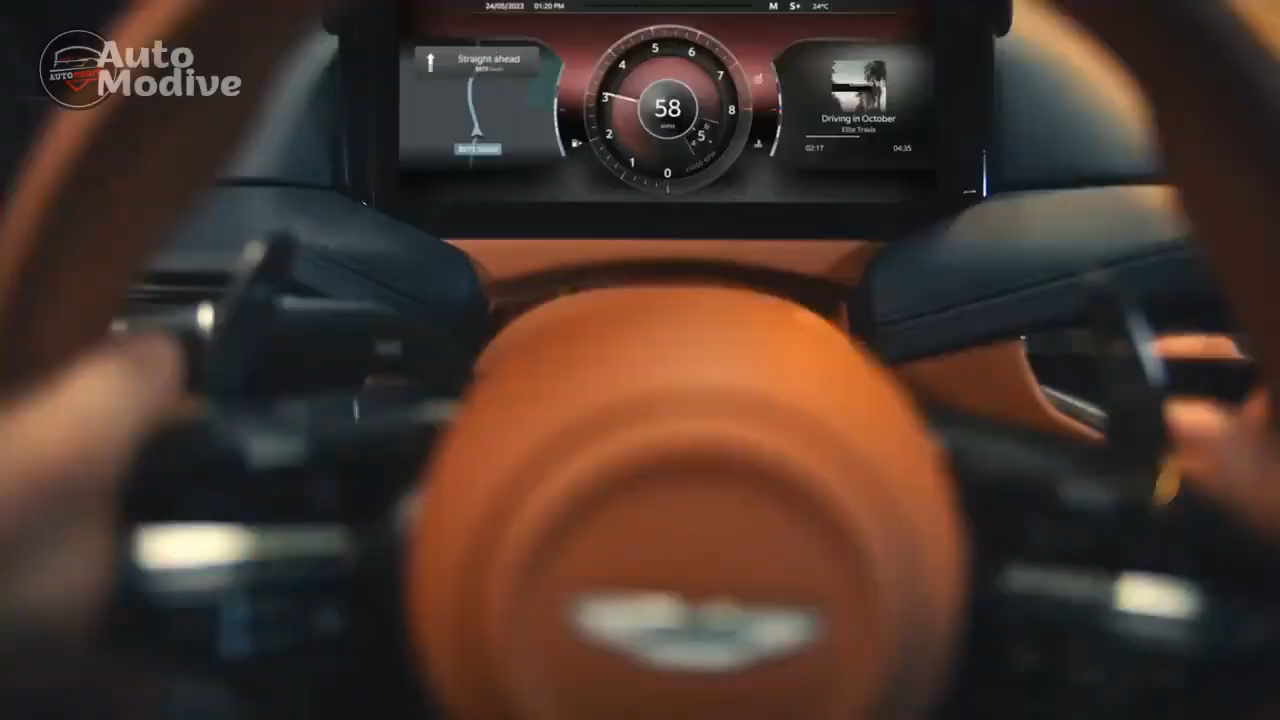 24/05/2023 01:20 PM M S+ 24°C
Auto
Modive
Straight ahead
5
6
4
7
3
58
8
2
5
1
0
Driving in October
Ellie Travis
02:17 04:35